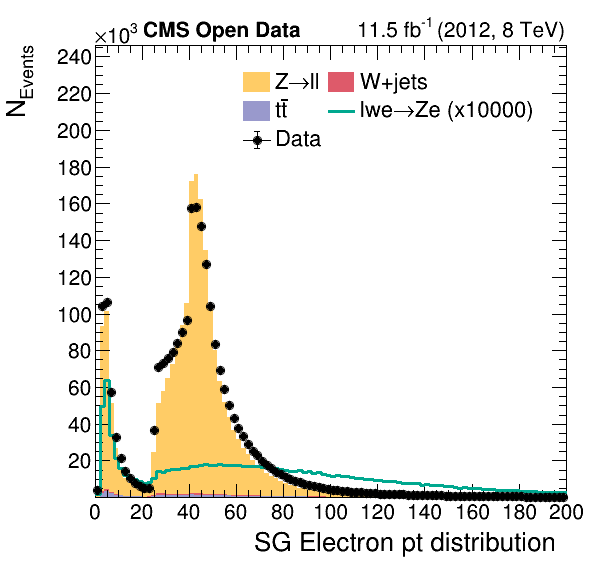 ×10³ CMS Open Data 11.5 fb⁻¹ (2012, 8 TeV)
N_Events
240
220
200
180
160
140
120
100
80
60
40
20
Z→ll W+jets
tt̄ lwe→Ze (x10000)
Data
0 20 40 60 80 100 120 140 160 180 200
SG Electron pt distribution